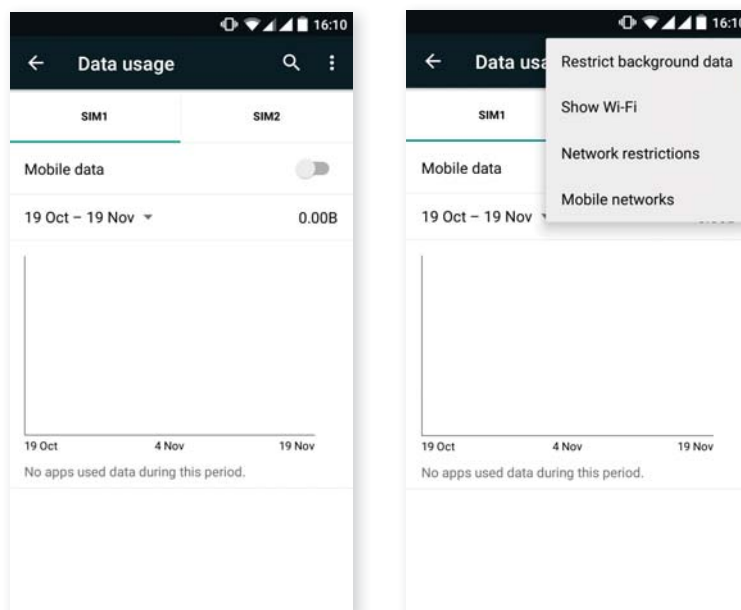 16:10
Data usage
SIM1 SIM2
Mobile data
19 Oct – 19 Nov 0.00B
19 Oct 4 Nov 19 Nov
No apps used data during this period.
16:10
Data usa
Restrict background data
SIM1
Show Wi-Fi
Mobile data
Network restrictions
19 Oct – 19 Nov
Mobile networks
19 Oct 4 Nov 19 Nov
No apps used data during this period.